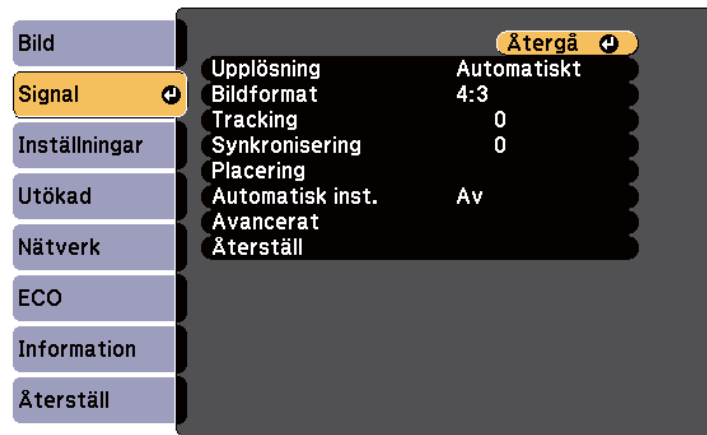 Bild
Signal
Inställningar
Utökad
Nätverk
ECO
Information
Återställ
Återgå
Upplösning Automatiskt
Bildformat 4:3
Tracking 0
Synkronisering 0
Placering
Automatisk inst. Av
Avancerat
Återställ